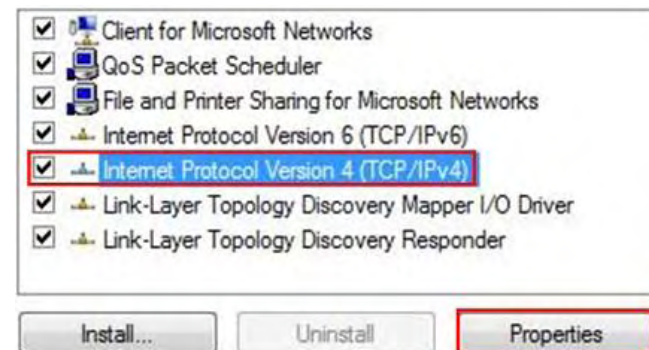 Client for Microsoft Networks
QoS Packet Scheduler
File and Printer Sharing for Microsoft Networks
Internet Protocol Version 6 (TCP/IPv6)
Internet Protocol Version 4 (TCP/IPv4)
Link-Layer Topology Discovery Mapper I/O Driver
Link-Layer Topology Discovery Responder
Install...
Uninstall
Properties